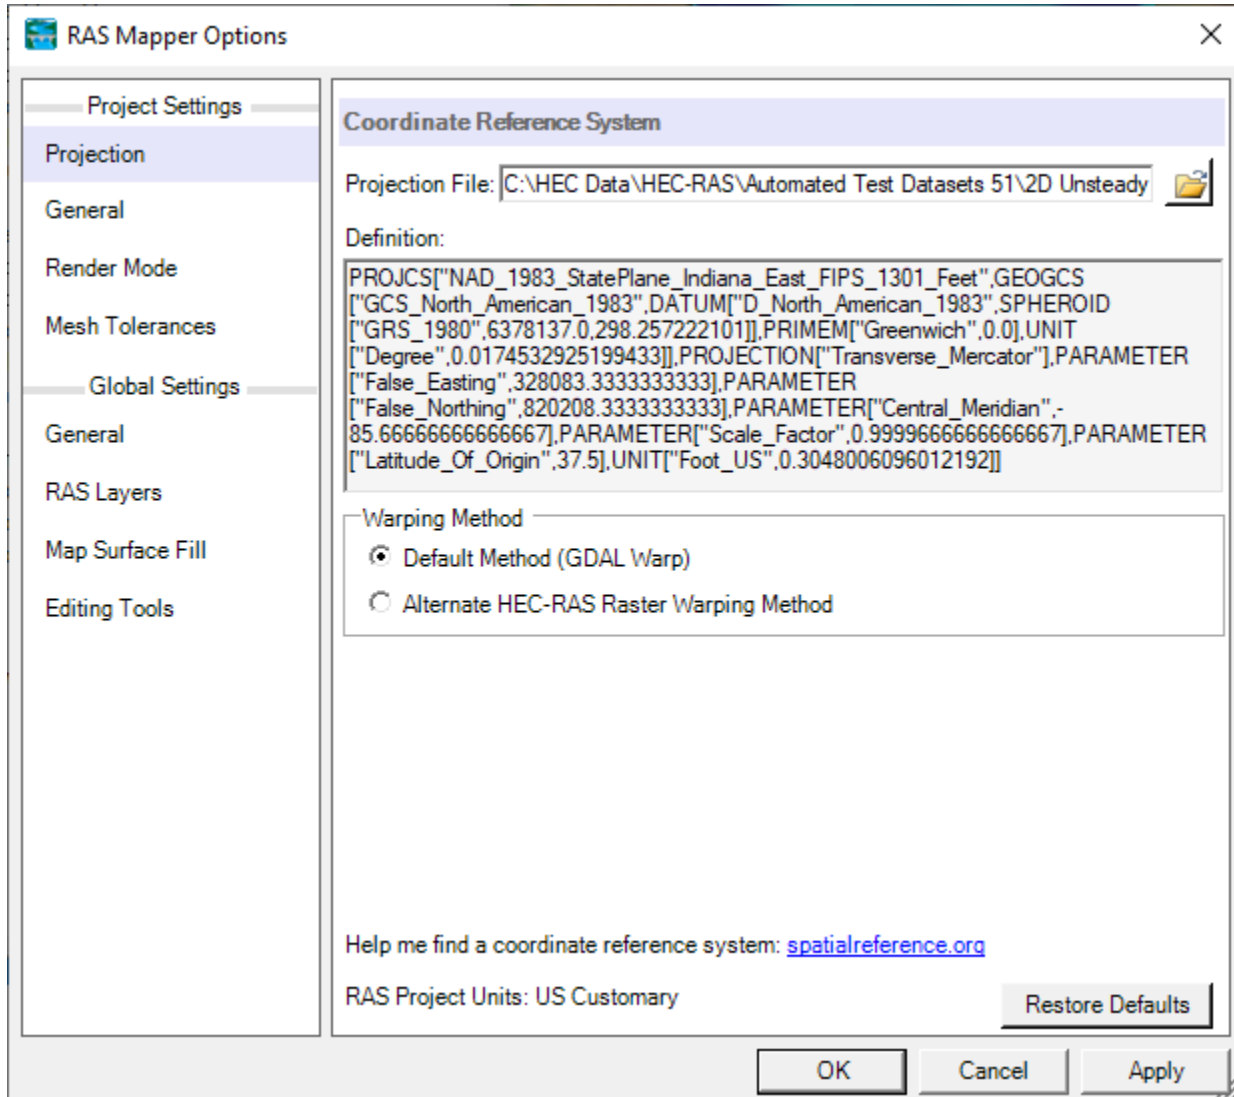 RAS Mapper Options
Project Settings
Projection
General
Render Mode
Mesh Tolerances
Global Settings
General
RAS Layers
Map Surface Fill
Editing Tools
Coordinate Reference System
Projection File: C:\HEC Data\HEC-RAS\Automated Test Datasets 51\2D Unsteady
Definition:
PROJCS["NAD_1983_StatePlane_Indiana_East_FIPS_1301_Feet",GEOGCS
["GCS_North_American_1983",DATUM["D_North_American_1983",SPHEROID
["GRS_1980",6378137.0,298.257222101]],PRIMEM["Greenwich",0.0],UNIT
["Degree",0.0174532925199433]],PROJECTION["Transverse_Mercator"],PARAMETER
["False_Easting",328083.3333333333],PARAMETER
["False_Northing",820208.3333333333],PARAMETER["Central_Meridian",-
85.66666666666667],PARAMETER["Scale_Factor",0.9999666666666667],PARAMETER
["Latitude_Of_Origin",37.5],UNIT["Foot_US",0.3048006096012192]]
Warping Method
Default Method (GDAL Warp)
Alternate HEC-RAS Raster Warping Method
Help me find a coordinate reference system: spatialreference.org
RAS Project Units: US Customary
Restore Defaults
OK
Cancel
Apply